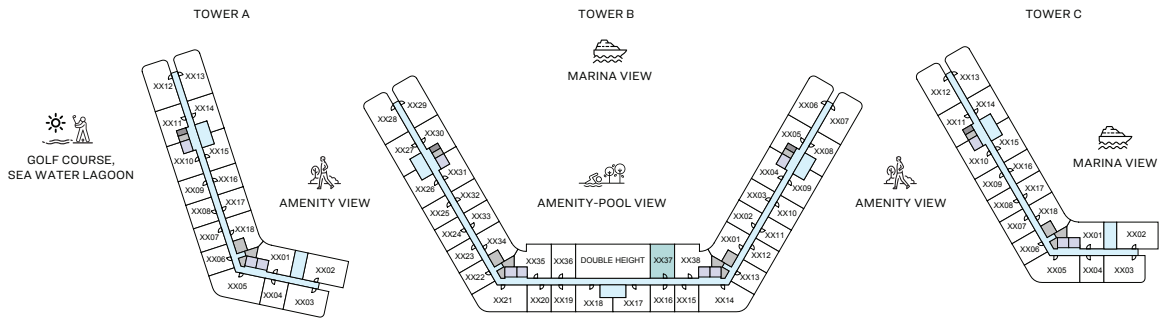 TOWER A
TOWER B
TOWER C
MARINA VIEW
GOLF COURSE,
SEA WATER LAGOON
AMENITY VIEW
AMENITY-POOL VIEW
AMENITY VIEW
MARINA VIEW
XX12
XX13
XX14
XX11
XX15
XX10
XX16
XX09
XX17
XX08
XX18
XX07
XX06
XX01
XX02
XX05
XX04
XX03
XX29
XX28
XX30
XX27
XX31
XX26
XX32
XX25
XX33
XX24
XX34
XX23
XX22
XX35
XX36
DOUBLE HEIGHT
XX37
XX38
XX21
XX20
XX19
XX18
XX17
XX16
XX15
XX14
XX06
XX07
XX05
XX08
XX04
XX09
XX03
XX10
XX02
XX11
XX01
XX12
XX13
XX13
XX12
XX14
XX11
XX15
XX10
XX16
XX09
XX17
XX08
XX18
XX07
XX06
XX01
XX02
XX05
XX04
XX03